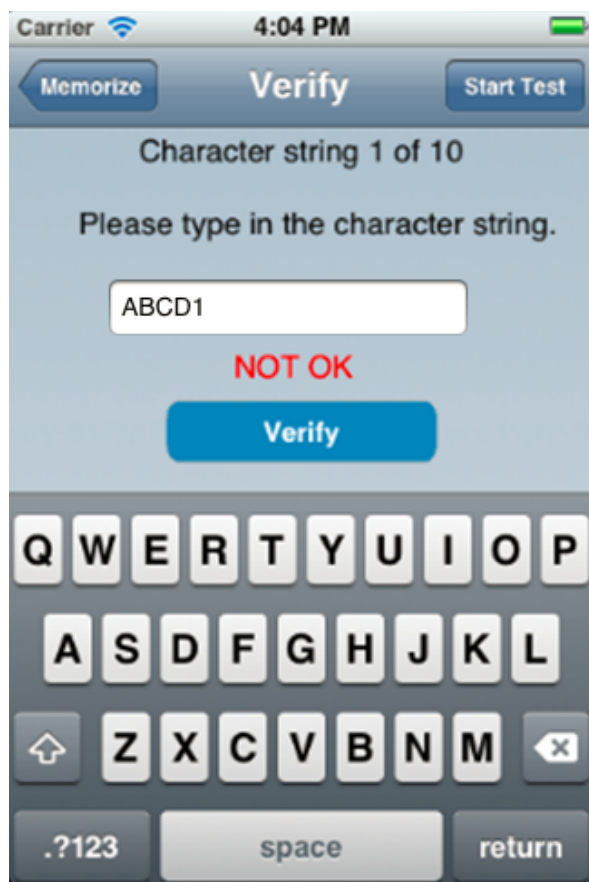 Carrier 4:04 PM
Memorize Verify Start Test
Character string 1 of 10
Please type in the character string.
ABCD1
NOT OK
Verify
Q W E R T Y U I O P
A S D F G H J K L
Z X C V B N M
.?123 space return